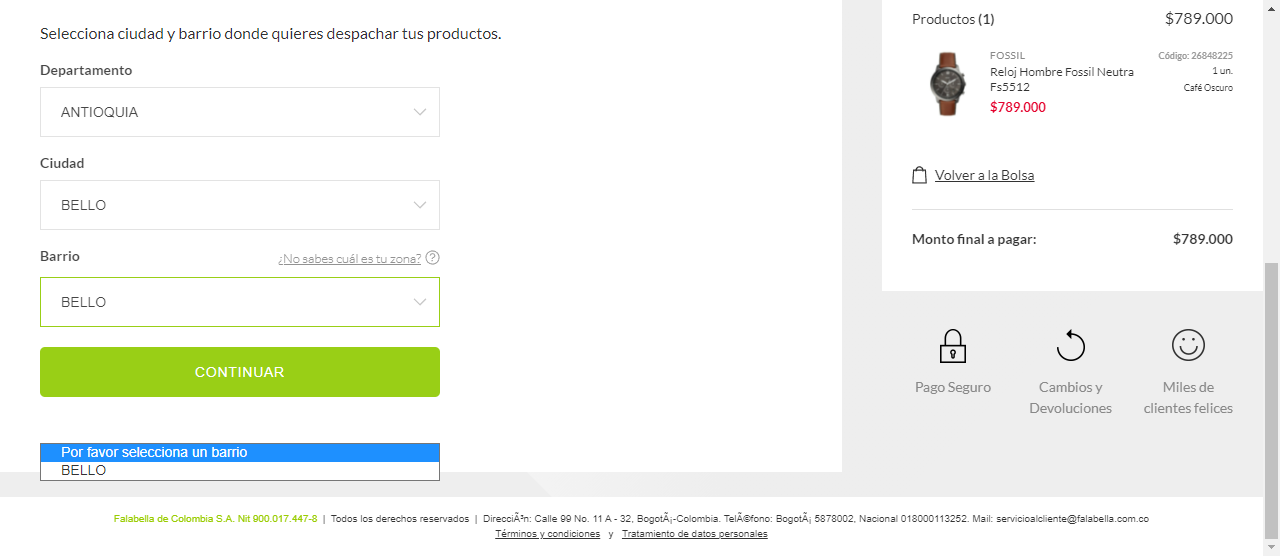 Selecciona ciudad y barrio donde quieres despachar tus productos.
Departamento
ANTIOQUIA
Ciudad
BELLO
Barrio
¿No sabes cuál es tu zona? ?
BELLO
CONTINUAR
Por favor selecciona un barrio
BELLO
Productos (1) $789.000
FOSSIL
Reloj Hombre Fossil Neutra
Fs5512
$789.000
Código: 26848225
1 un.
Café Oscuro
Volver a la Bolsa
Monto final a pagar: $789.000
Pago Seguro
Cambios y
Devoluciones
Miles de
clientes felices
Falabella de Colombia S.A. Nit 900.017.447-8 | Todos los derechos reservados | DirecciÃ³n: Calle 99 No. 11 A - 32, BogotÃ¡-Colombia. TelÃ©fono: BogotÃ¡ 5878002, Nacional 018000113252. Mail: servicioalcliente@falabella.com.co
Términos y condiciones y Tratamiento de datos personales